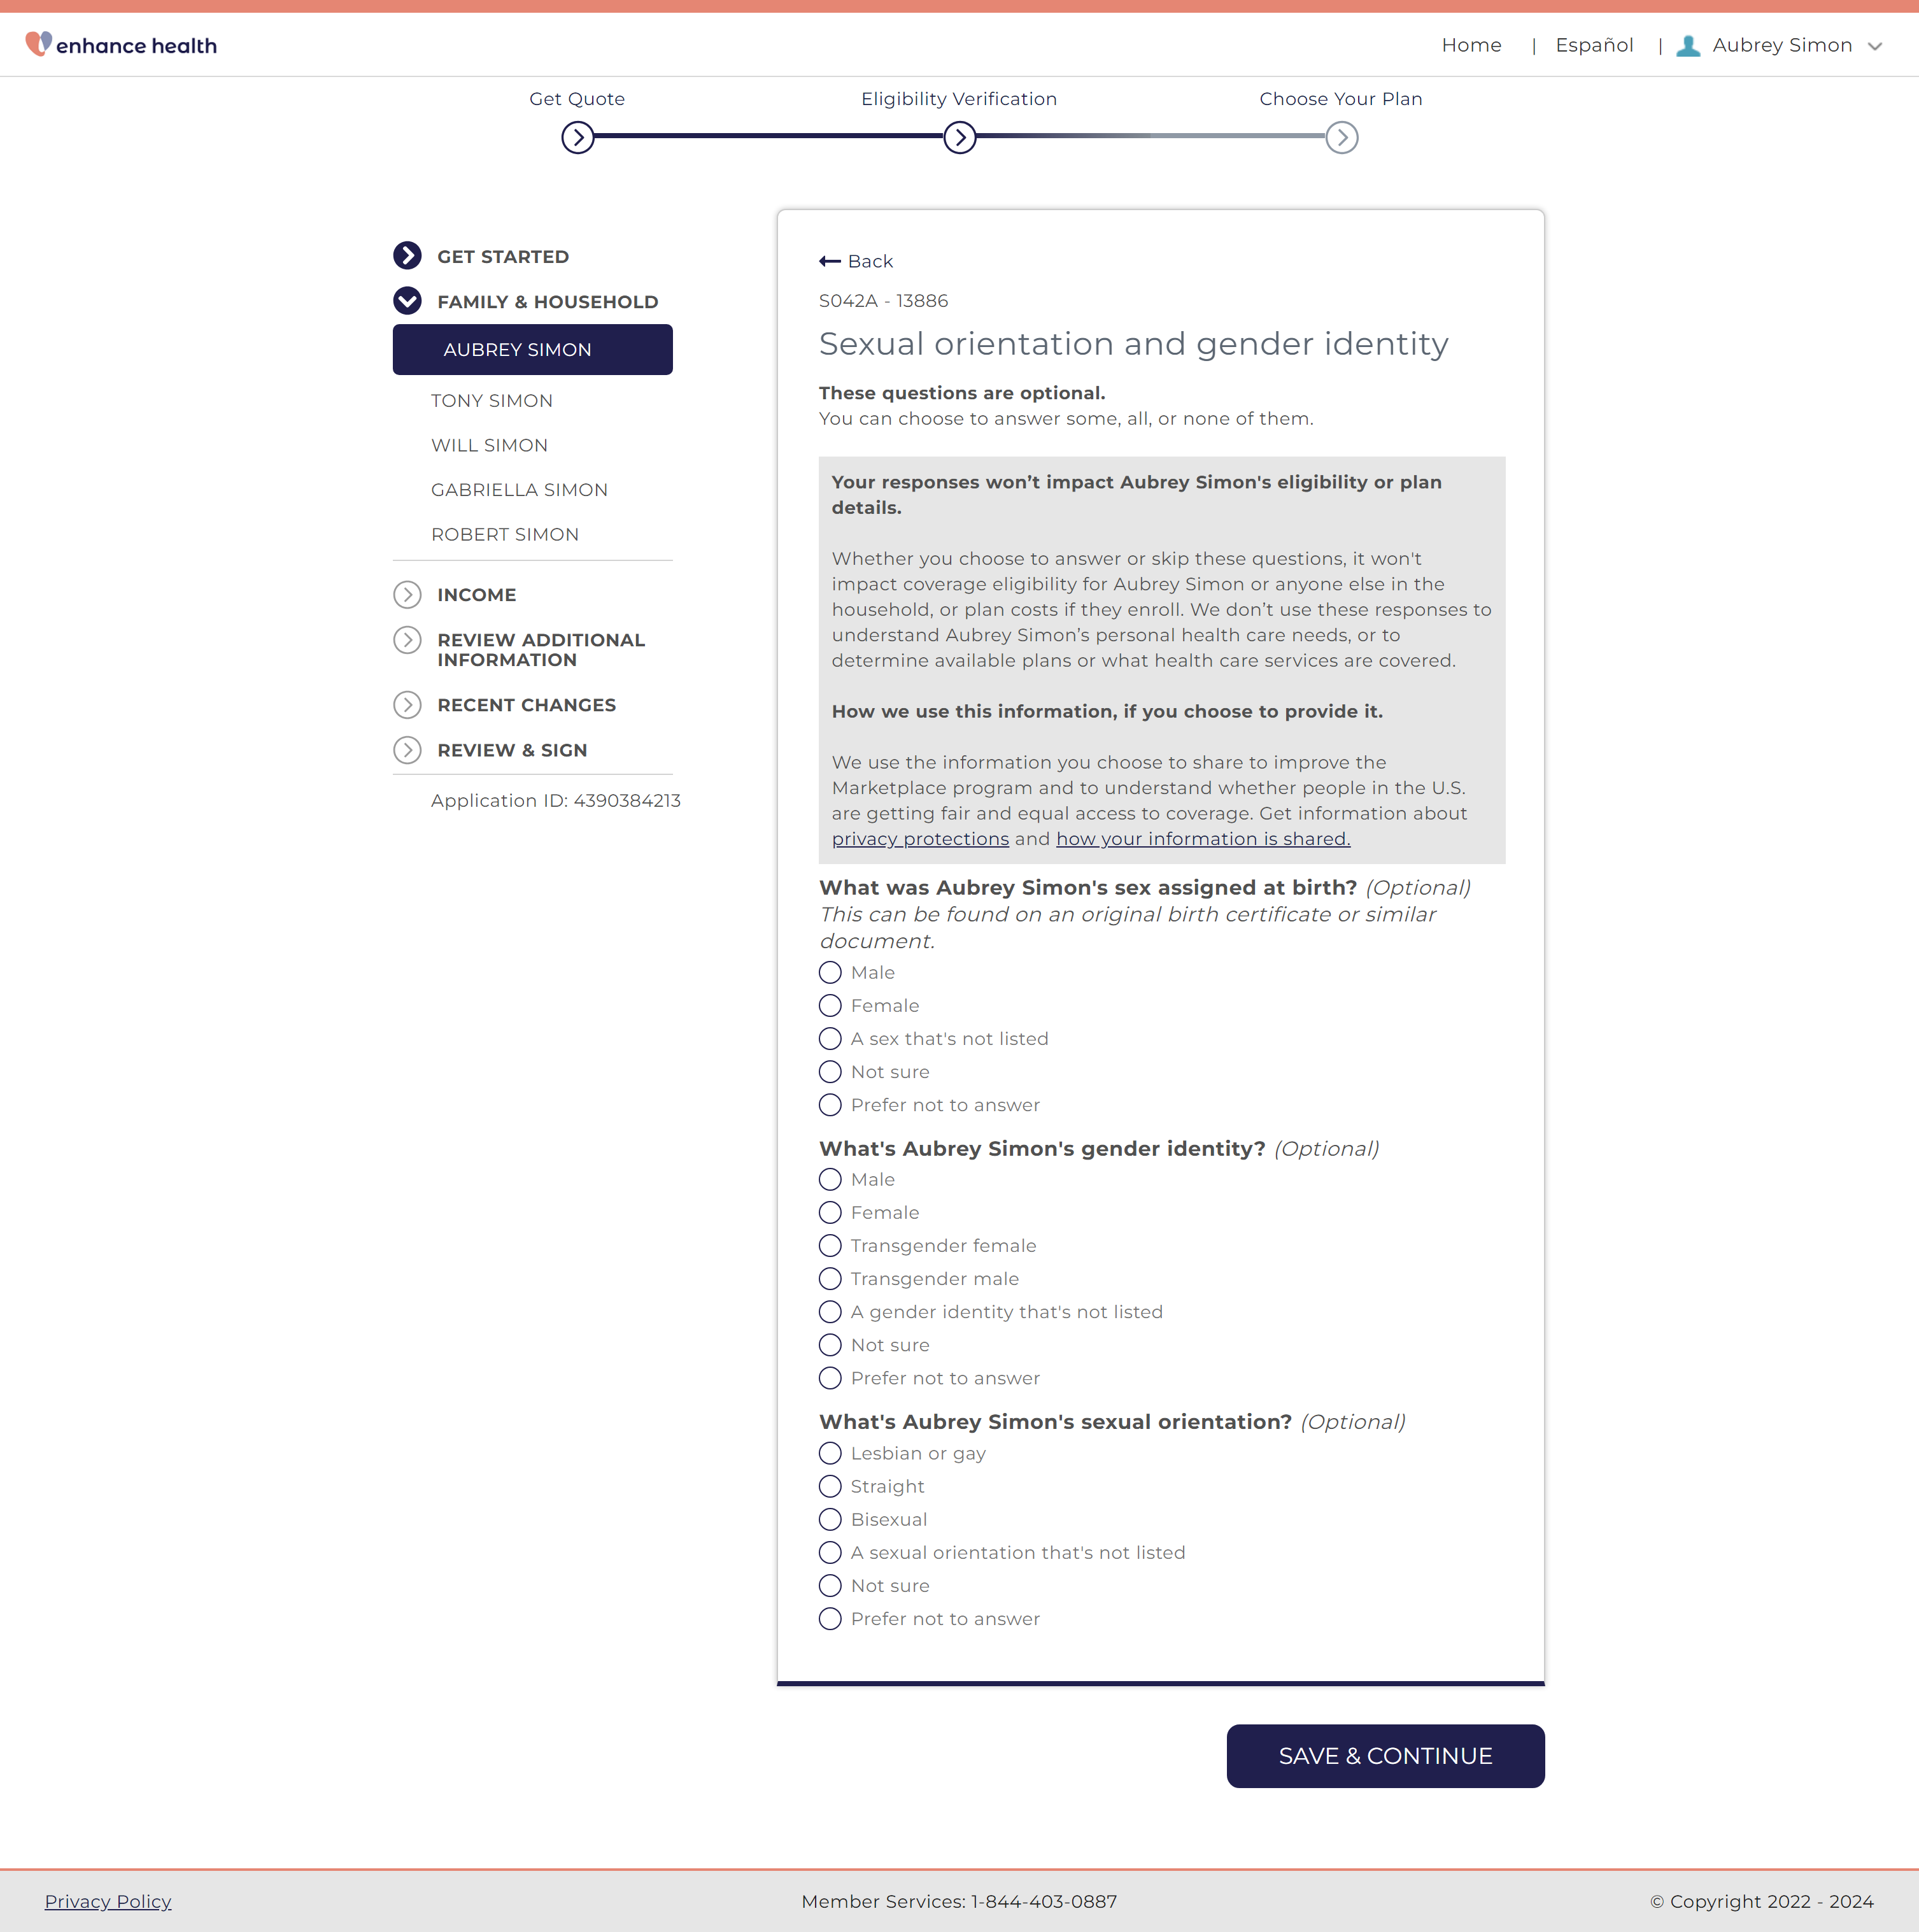 enhance health
Home | Español | Aubrey Simon
Get Quote
Eligibility Verification
Choose Your Plan
GET STARTED
FAMILY & HOUSEHOLD
AUBREY SIMON
TONY SIMON
WILL SIMON
GABRIELLA SIMON
ROBERT SIMON
INCOME
REVIEW ADDITIONAL
INFORMATION
RECENT CHANGES
REVIEW & SIGN
Application ID: 4390384213
Back
S042A - 13886
Sexual orientation and gender identity
These questions are optional.
You can choose to answer some, all, or none of them.
Your responses won’t impact Aubrey Simon's eligibility or plan
details.
Whether you choose to answer or skip these questions, it won't
impact coverage eligibility for Aubrey Simon or anyone else in the
household, or plan costs if they enroll. We don’t use these responses to
understand Aubrey Simon’s personal health care needs, or to
determine available plans or what health care services are covered.
How we use this information, if you choose to provide it.
We use the information you choose to share to improve the
Marketplace program and to understand whether people in the U.S.
are getting fair and equal access to coverage. Get information about
privacy protections and how your information is shared.
What was Aubrey Simon's sex assigned at birth? (Optional)
This can be found on an original birth certificate or similar
document.
Male
Female
A sex that's not listed
Not sure
Prefer not to answer
What's Aubrey Simon's gender identity? (Optional)
Male
Female
Transgender female
Transgender male
A gender identity that's not listed
Not sure
Prefer not to answer
What's Aubrey Simon's sexual orientation? (Optional)
Lesbian or gay
Straight
Bisexual
A sexual orientation that's not listed
Not sure
Prefer not to answer
SAVE & CONTINUE
Privacy Policy
Member Services: 1-844-403-0887
© Copyright 2022 - 2024